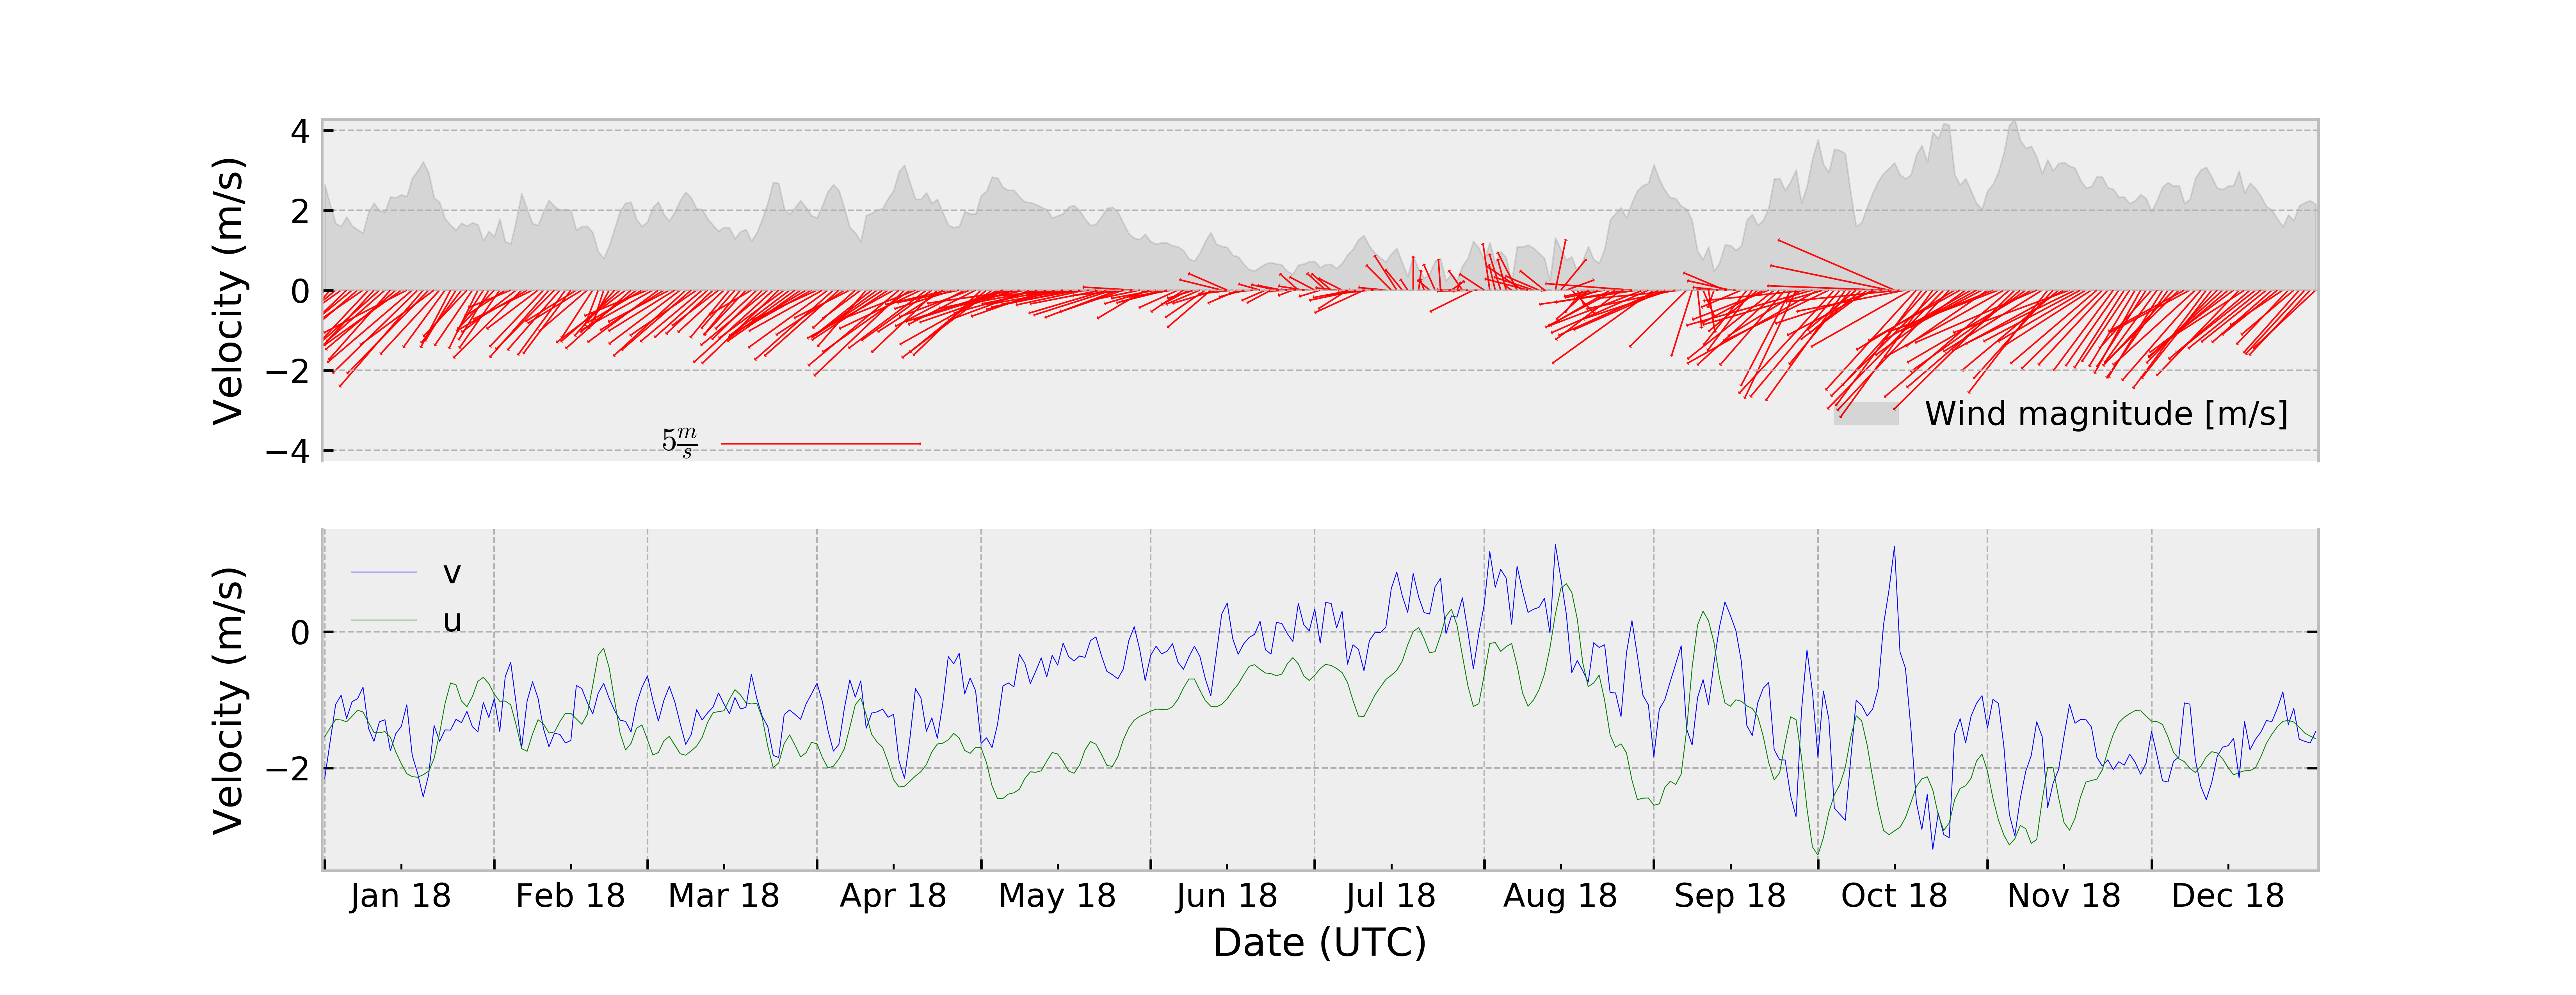 Velocity (m/s)
4
2
0
−2
−4
5 m/s
Wind magnitude [m/s]
Velocity (m/s)
0
−2
v
u
Jan 18 Feb 18 Mar 18 Apr 18 May 18 Jun 18 Jul 18 Aug 18 Sep 18 Oct 18 Nov 18 Dec 18
Date (UTC)